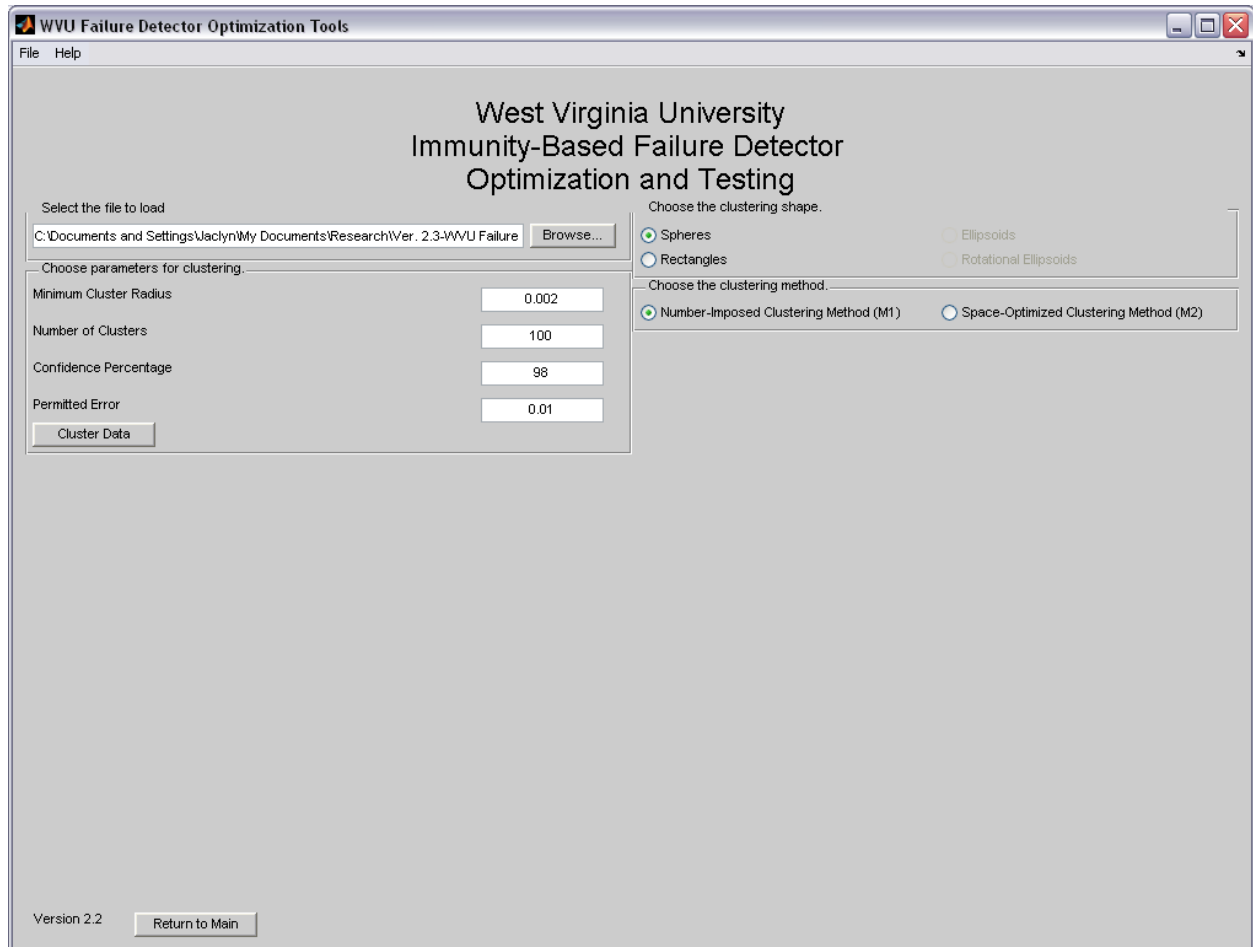 WVU Failure Detector Optimization Tools
File Help
West Virginia University
Immunity-Based Failure Detector
Optimization and Testing
Select the file to load
C:\Documents and Settings\Jaclyn\My Documents\Research\Ver. 2.3-WVU Failure Browse...
Choose parameters for clustering.
Minimum Cluster Radius 0.002
Number of Clusters 100
Confidence Percentage 98
Permitted Error 0.01
Cluster Data
Choose the clustering shape.
Spheres Ellipsoids
Rectangles Rotational Ellipsoids
Choose the clustering method.
Number-Imposed Clustering Method (M1) Space-Optimized Clustering Method (M2)
Version 2.2 Return to Main